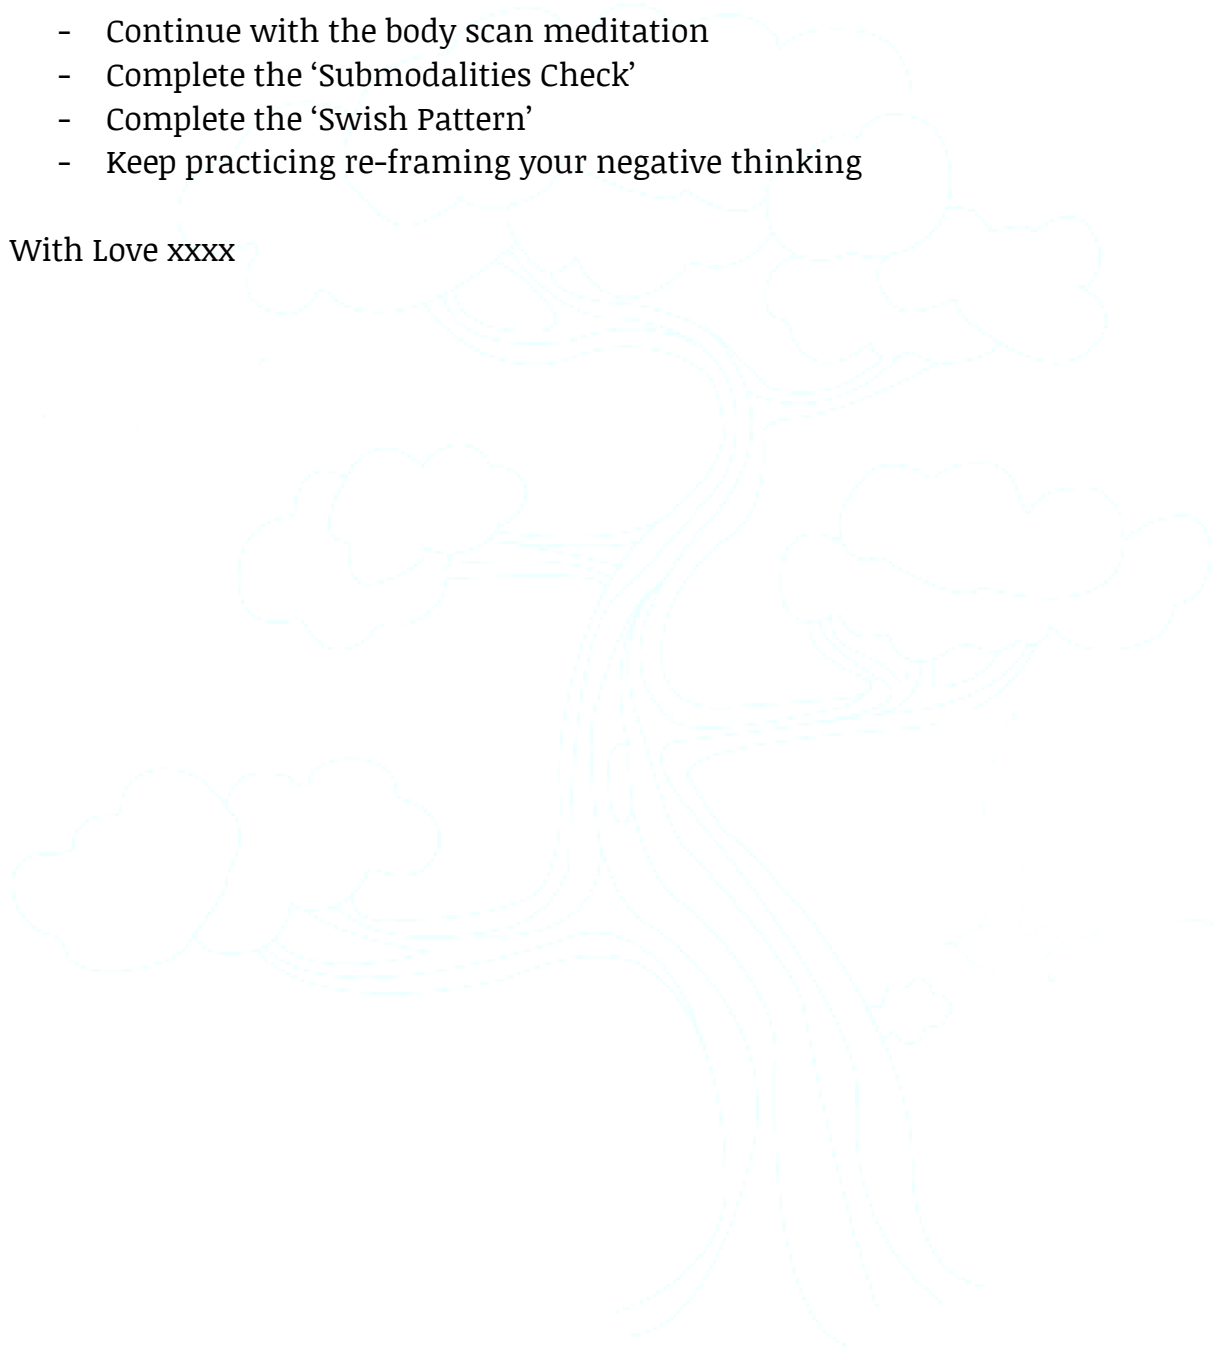 - Continue with the body scan meditation
- Complete the ‘Submodalities Check’
- Complete the ‘Swish Pattern’
- Keep practicing re-framing your negative thinking
With Love xxxx